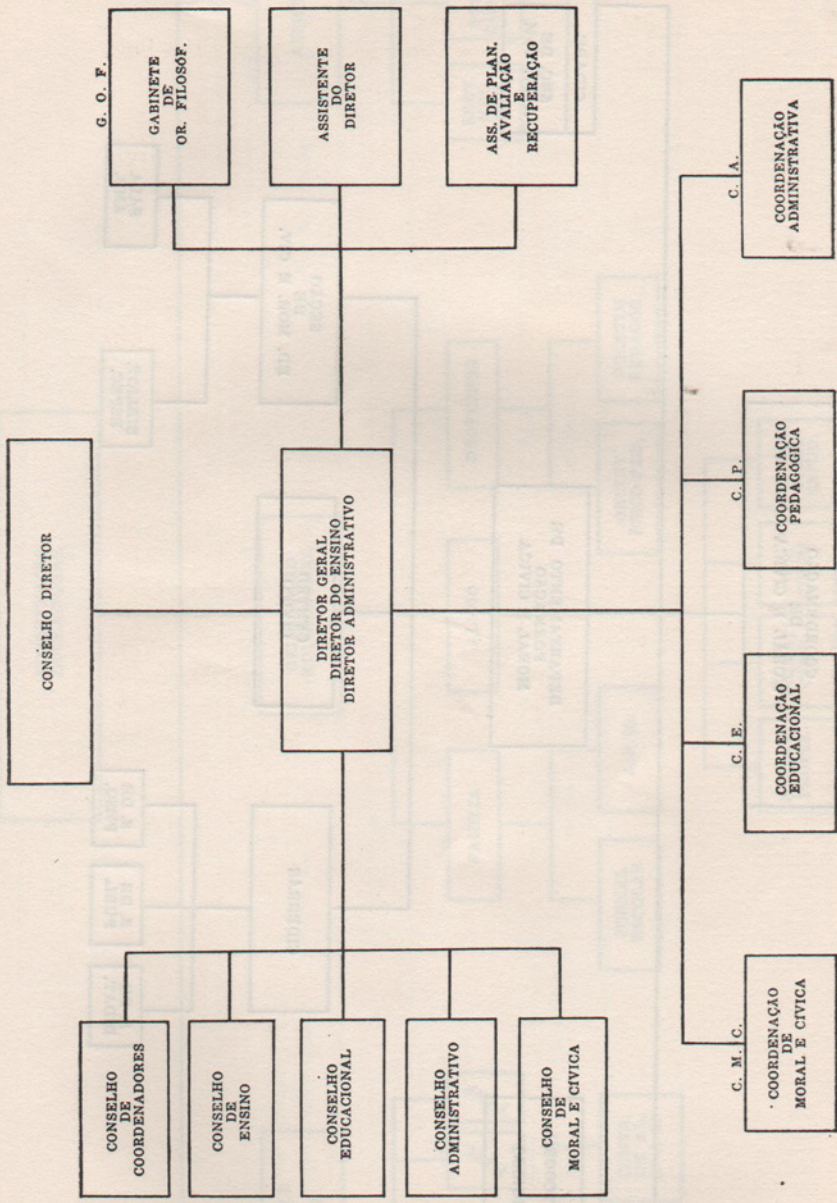 CONSELHO DIRETOR
DIRETOR GERAL
DIRETOR DO ENSINO
DIRETOR ADMINISTRATIVO
CONSELHO
DE
COORDENADORES
CONSELHO
DE
ENSINO
CONSELHO
EDUCACIONAL
CONSELHO
ADMINISTRATIVO
CONSELHO
DE
MORAL E CÍVICA
G. O. F.
GABINETE
DE
OR. FILOSÓF.
ASSISTENTE
DO
DIRETOR
ASS. DE PLAN.
AVALIAÇÃO
E
RECUPERAÇÃO
C. M. C.
COORDENAÇÃO
DE
MORAL E CÍVICA
C. E.
COORDENAÇÃO
EDUCACIONAL
C. P.
COORDENAÇÃO
PEDAGÓGICA
C. A.
COORDENAÇÃO
ADMINISTRATIVA